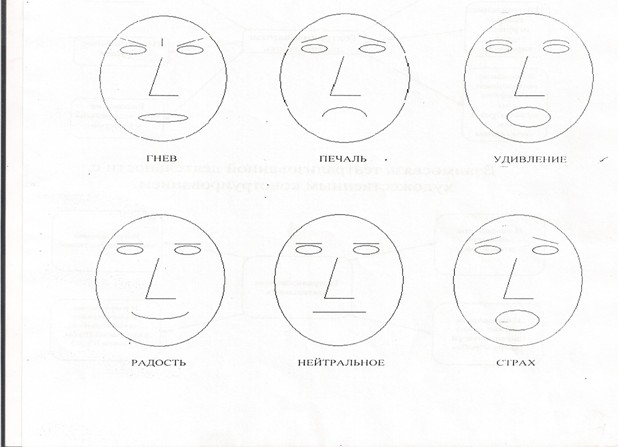 ГНЕВ
ПЕЧАЛЬ
УДИВЛЕНИЕ
РАДОСТЬ
НЕЙТРАЛЬНОЕ
СТРАХ